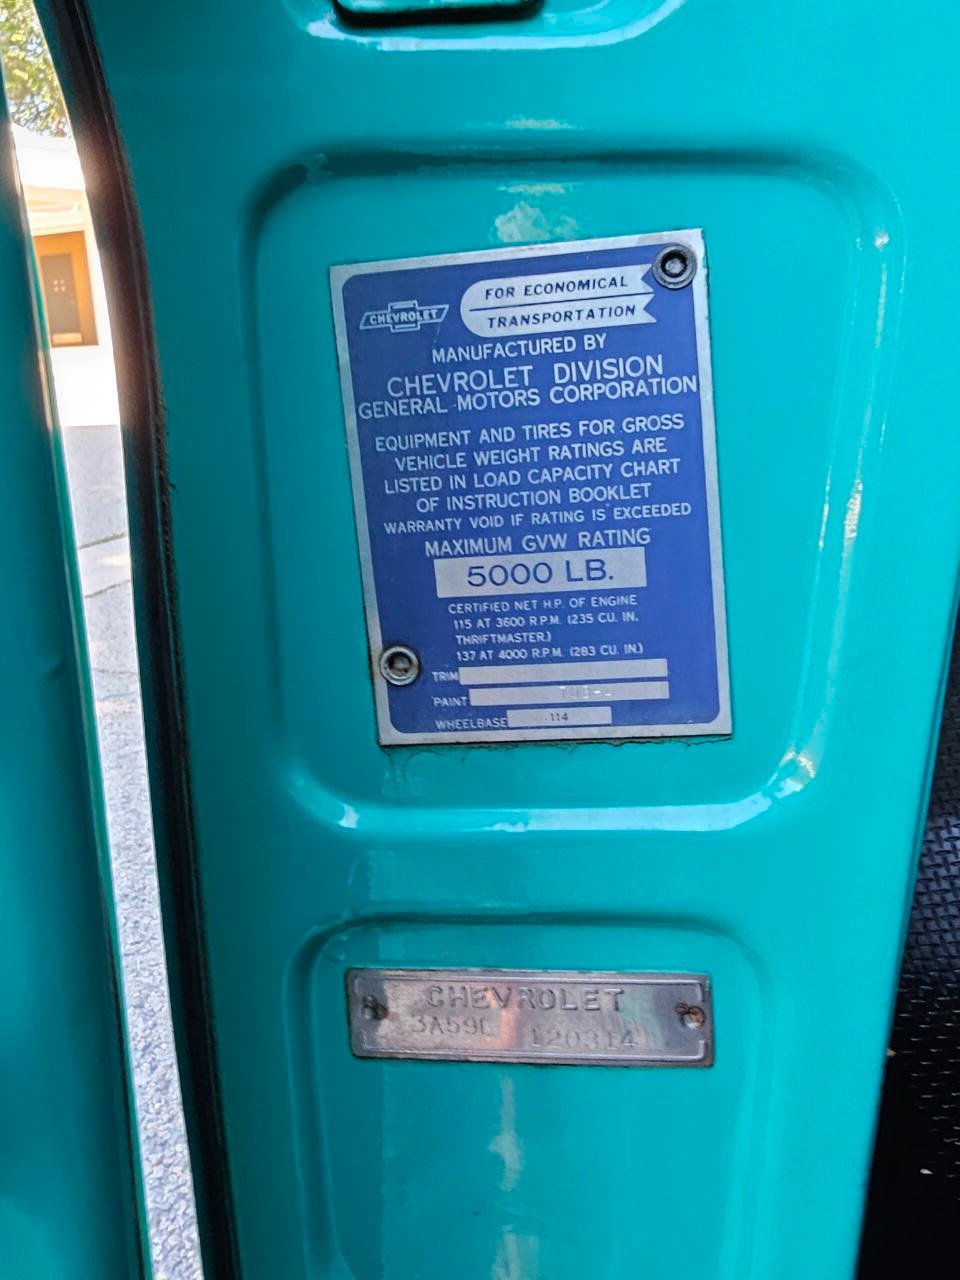 CHEVROLET
FOR ECONOMICAL
TRANSPORTATION
MANUFACTURED BY
CHEVROLET DIVISION
GENERAL MOTORS CORPORATION
EQUIPMENT AND TIRES FOR GROSS
VEHICLE WEIGHT RATINGS ARE
LISTED IN LOAD CAPACITY CHART
OF INSTRUCTION BOOKLET
WARRANTY VOID IF RATING IS EXCEEDED
MAXIMUM GVW RATING
5000 LB.
CERTIFIED NET H.P. OF ENGINE
115 AT 3600 R.P.M. (235 CU. IN.
THRIFTMASTER.)
137 AT 4000 R.P.M. (283 CU. IN.)
TRIM
PAINT
WHEELBASE 114
CHEVROLET
120314